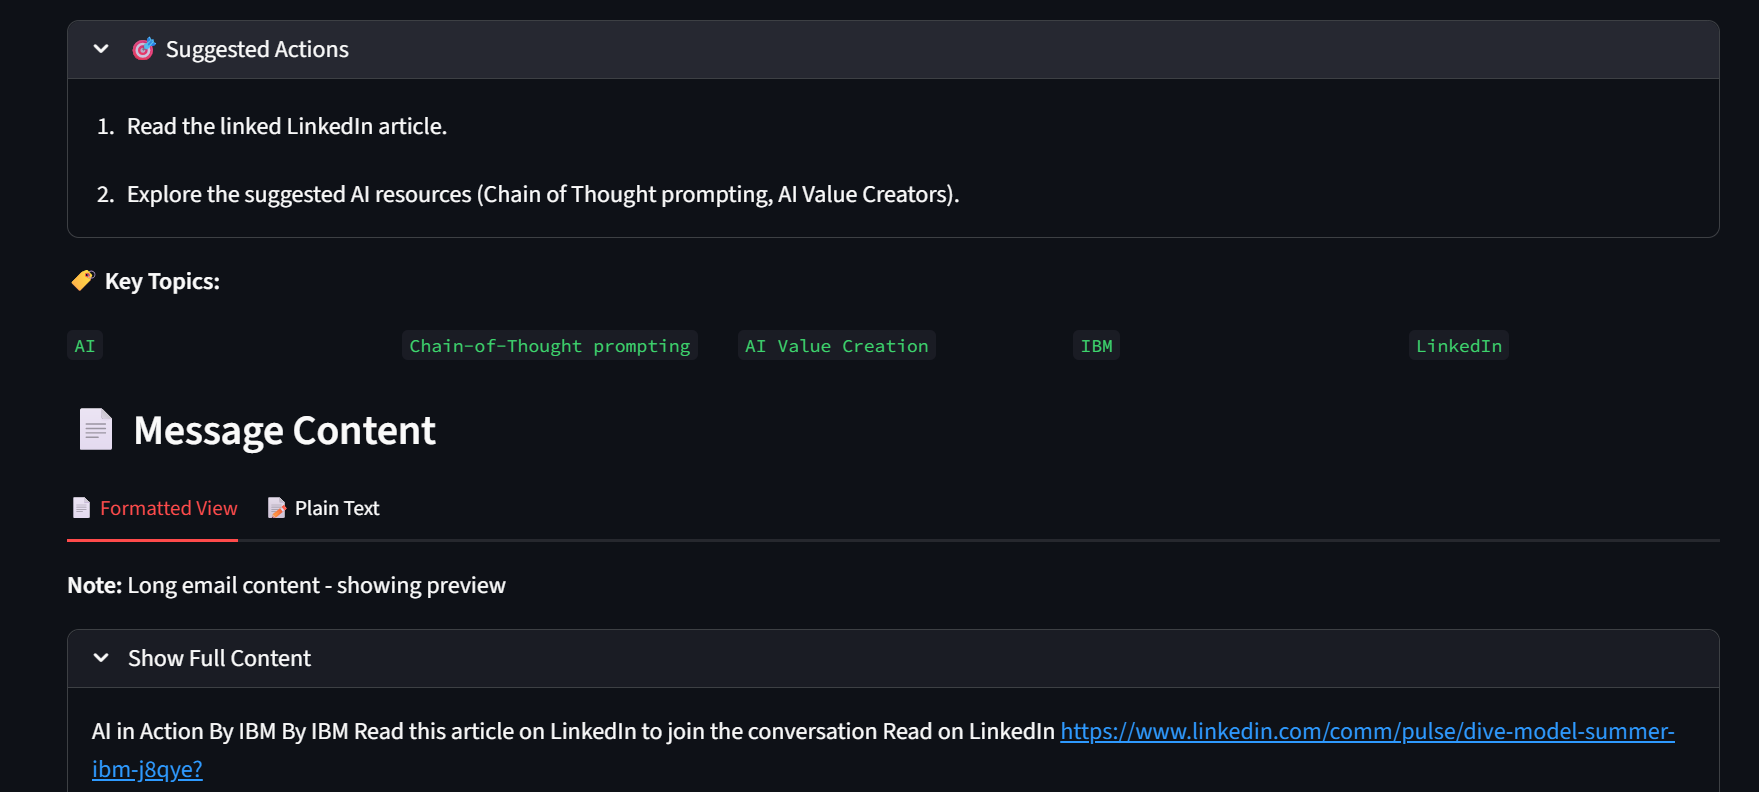 Suggested Actions
1. Read the linked LinkedIn article.
2. Explore the suggested AI resources (Chain of Thought prompting, AI Value Creators).
Key Topics:
AI Chain-of-Thought prompting AI Value Creation IBM LinkedIn
Message Content
Formatted View Plain Text
Note: Long email content - showing preview
Show Full Content
AI in Action By IBM By IBM Read this article on LinkedIn to join the conversation Read on LinkedIn https://www.linkedin.com/comm/pulse/dive-model-summer-
ibm-j8qye?